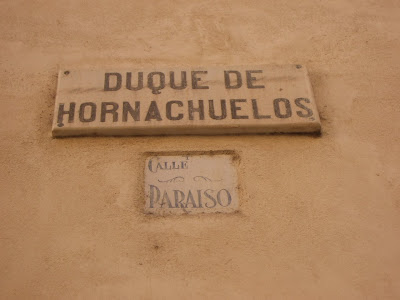 DUQUE DE
HORNACHUELOS
CALLE
PARAISO